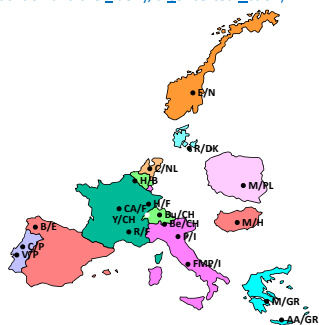 E/N
R/DK
C/NL
H/B
M/PL
H/F
CA/F
Bu/CH
Y/CH
Be/CH
M/H
B/E
R/F
P/I
C/P
V/P
FMP/I
M/GR
AA/GR